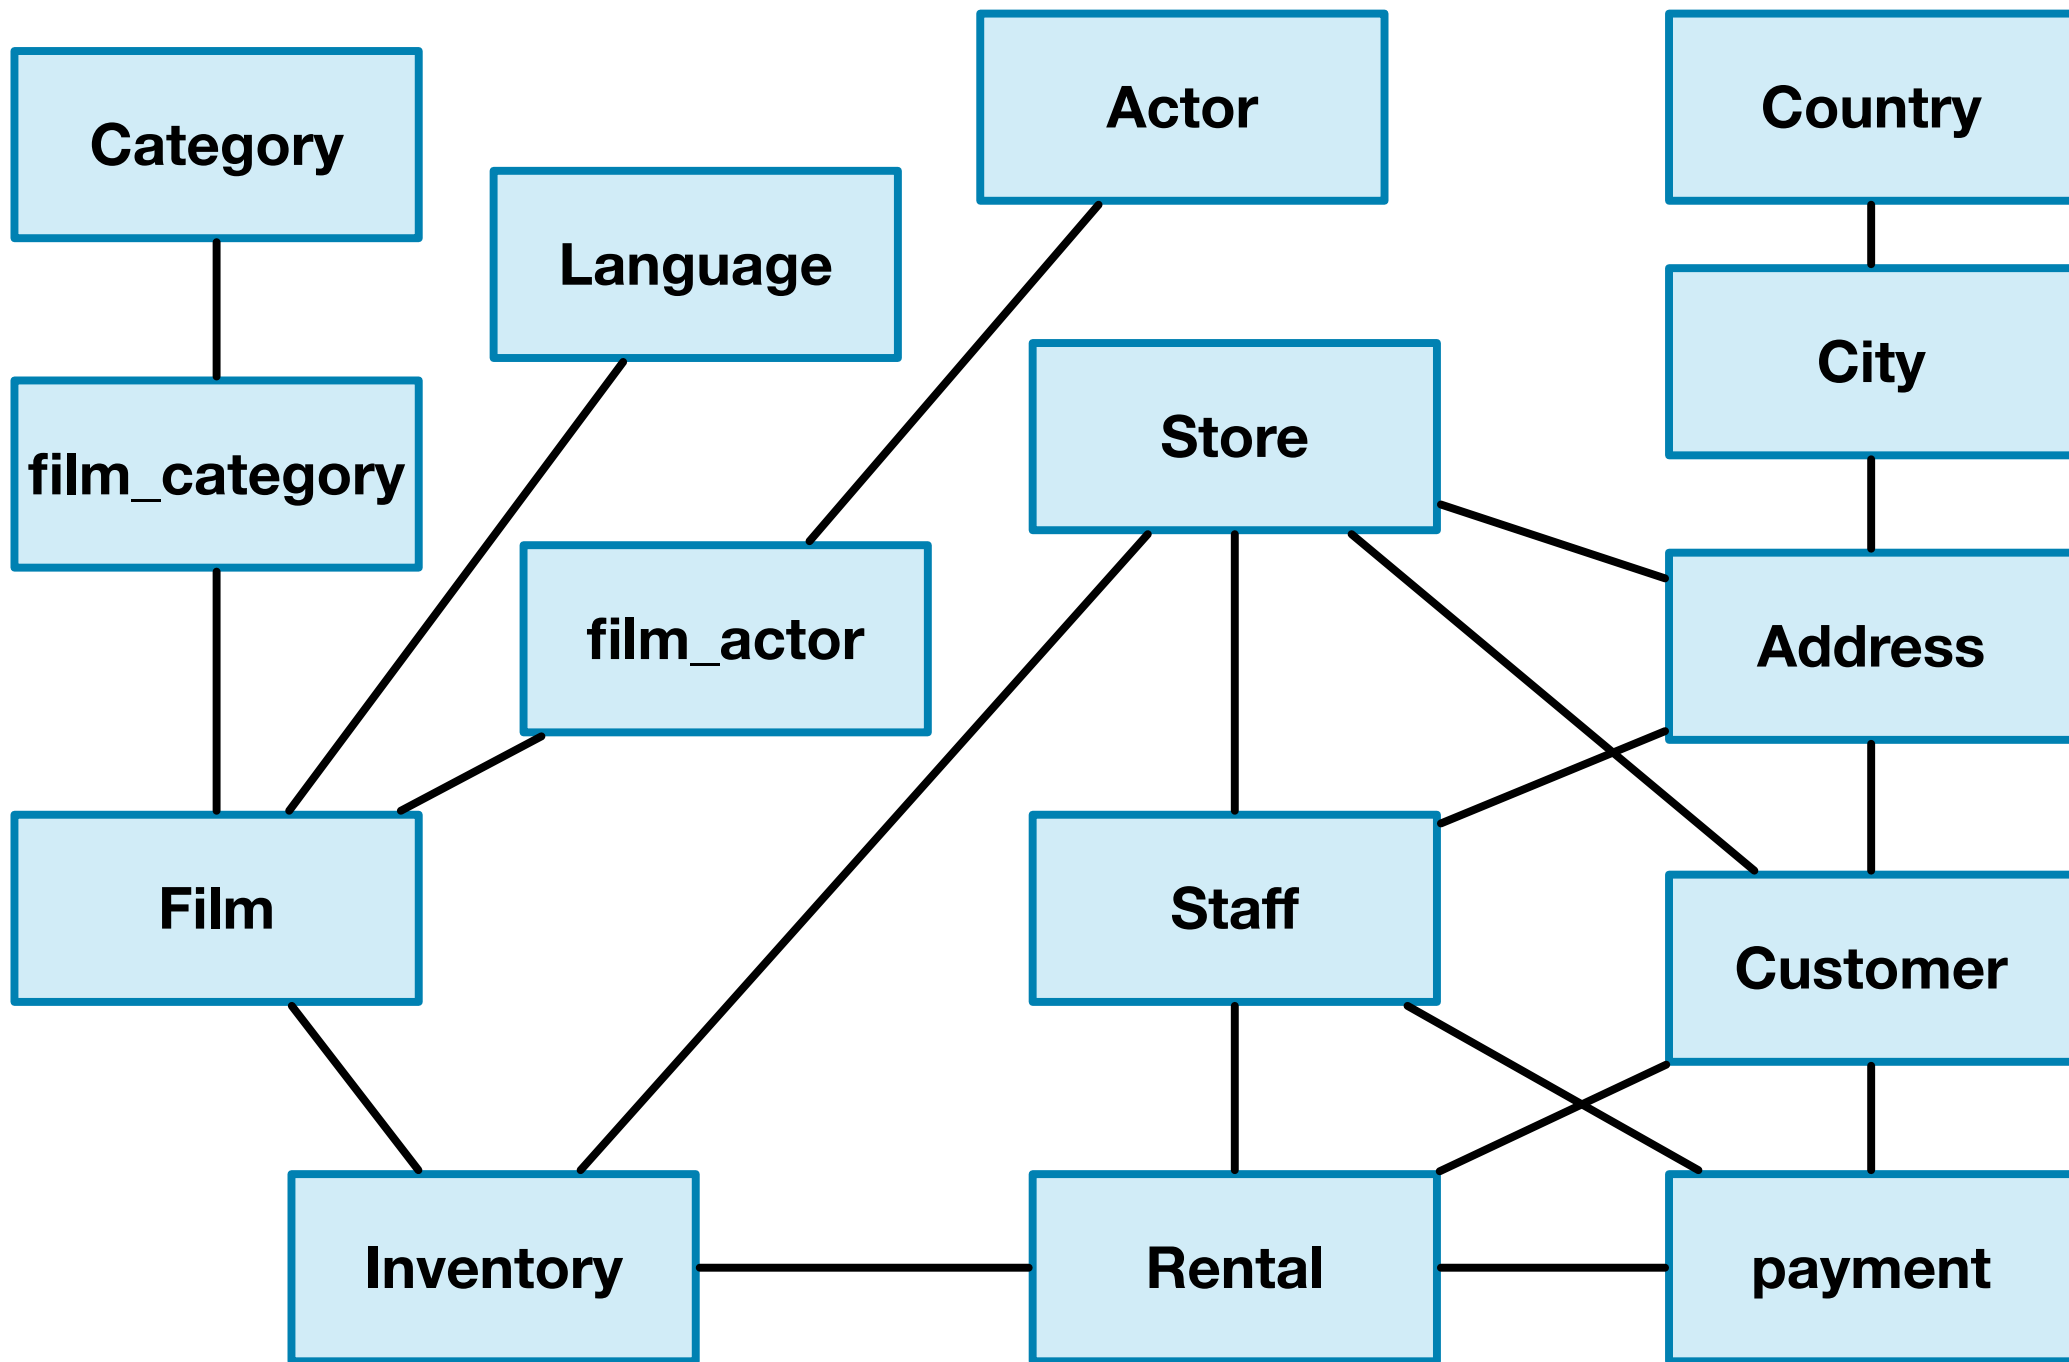 Actor
Country
Category
Language
City
Store
film_category
film_actor
Address
Film
Staff
Customer
Inventory
Rental
payment